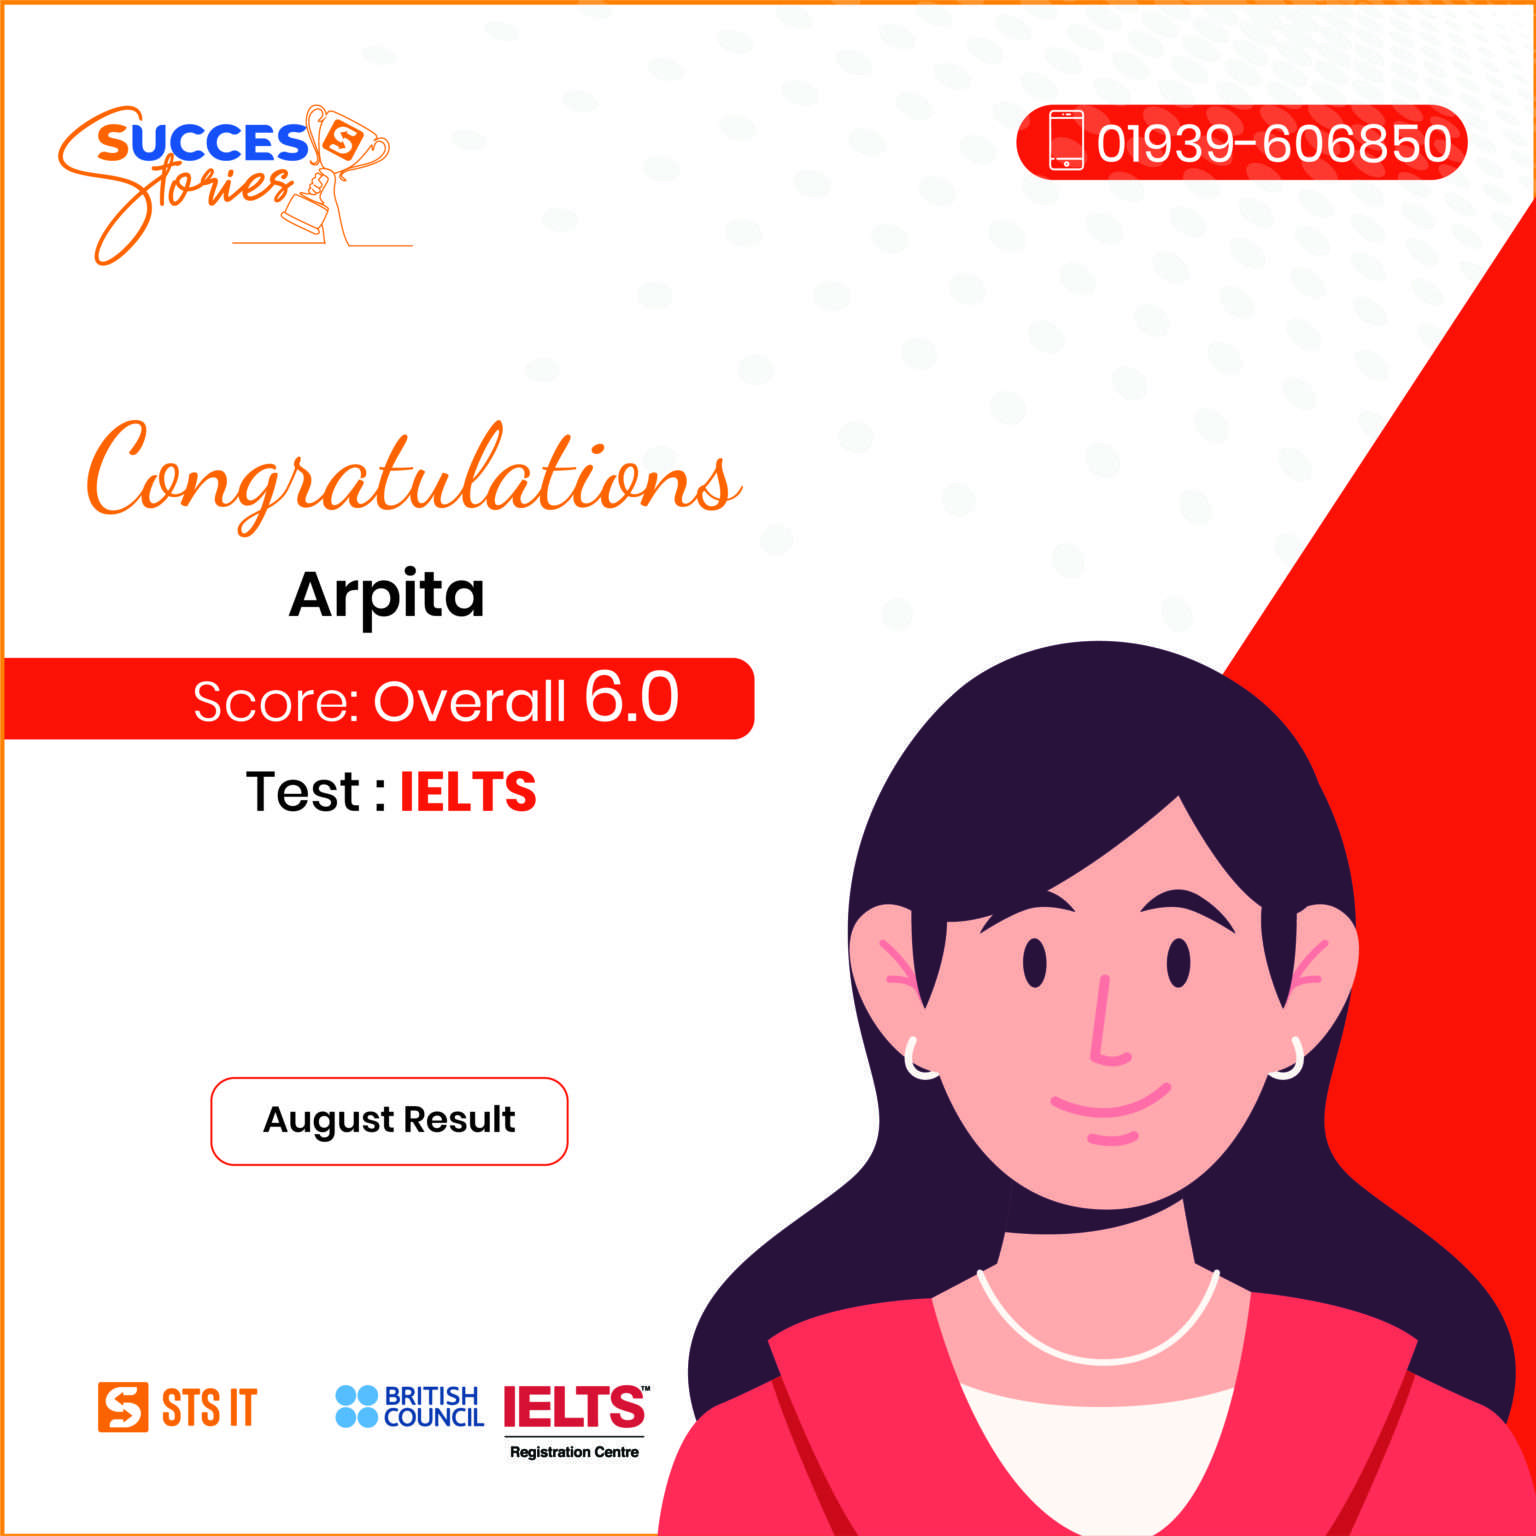 SUCCESS
Stories
01939-606850
Congratulations
Arpita
Score: Overall 6.0
Test : IELTS
August Result
S STS IT
BRITISH
COUNCIL
IELTS™
Registration Centre